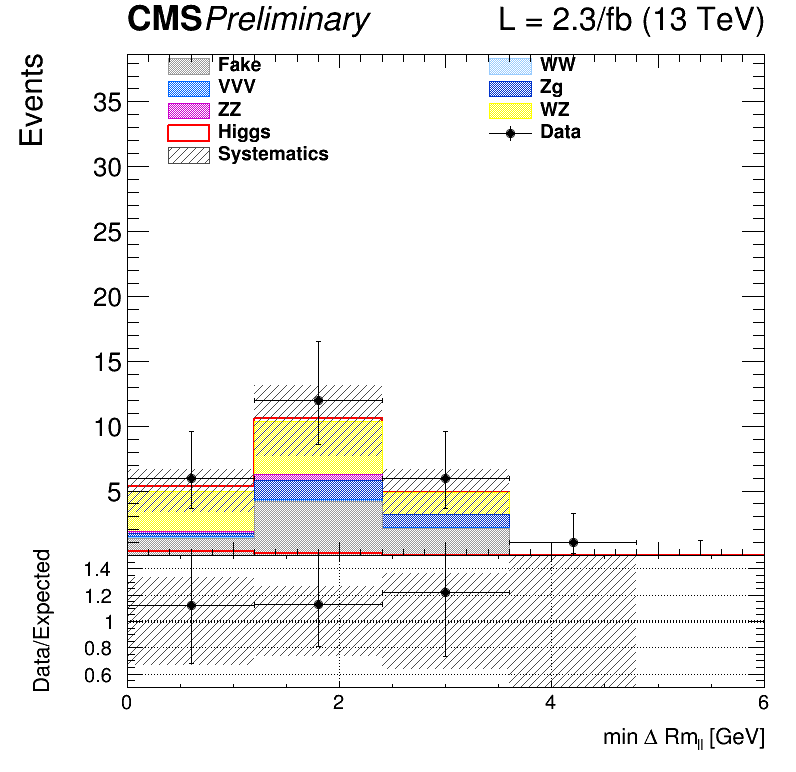 CMS Preliminary L = 2.3/fb (13 TeV)
Events
Fake WW
VVV Zg
ZZ WZ
Higgs Data
Systematics
35
30
25
20
15
10
5
Data/Expected
1.4
1.2
1
0.8
0.6
0 2 4 6
min Δ Rm_ll [GeV]